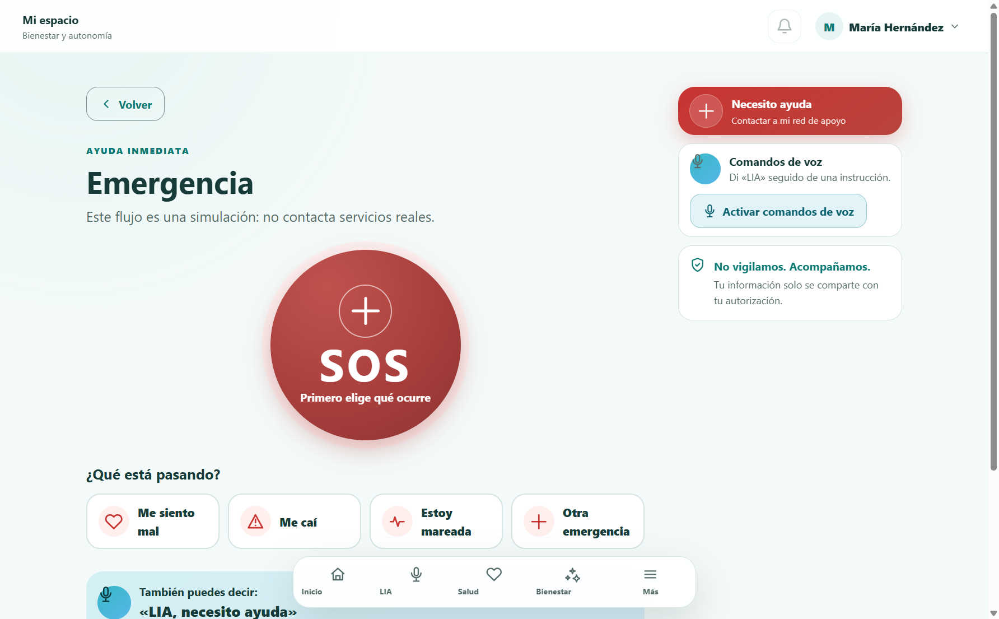 Mi espacio
Bienestar y autonomía
M
María Hernández
Volver
AYUDA INMEDIATA
Emergencia
Este flujo es una simulación: no contacta servicios reales.
SOS
Primero elige qué ocurre
¿Qué está pasando?
Me siento
mal
Me caí
Estoy
mareada
Otra
emergencia
También puedes decir:
«LIA, necesito ayuda»
Necesito ayuda
Contactar a mi red de apoyo
Comandos de voz
Di «LIA» seguido de una instrucción.
Activar comandos de voz
No vigilamos. Acompañamos.
Tu información solo se comparte con
tu autorización.
Inicio
LIA
Salud
Bienestar
Más